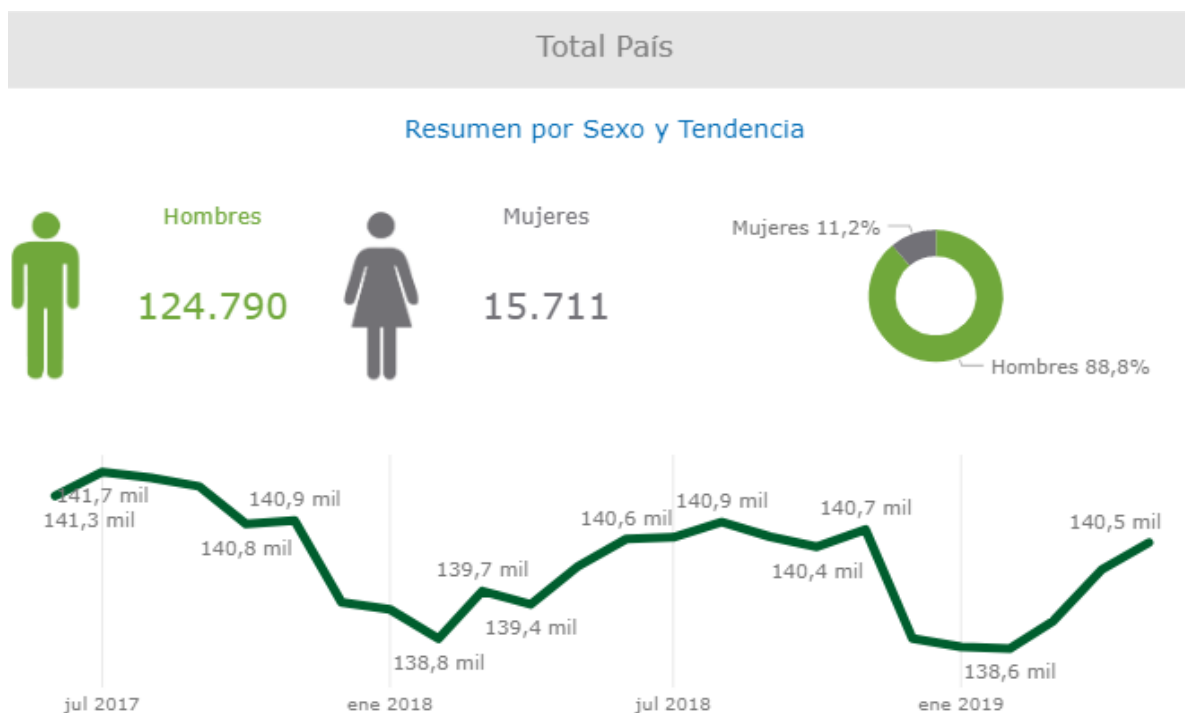 Total País
Resumen por Sexo y Tendencia
Hombres
Mujeres
124.790
15.711
Mujeres 11,2%
Hombres 88,8%
141,7 mil
141,3 mil
140,8 mil
140,9 mil
138,8 mil
139,7 mil
139,4 mil
140,6 mil
140,9 mil
140,4 mil
140,7 mil
138,6 mil
140,5 mil
jul 2017
ene 2018
jul 2018
ene 2019